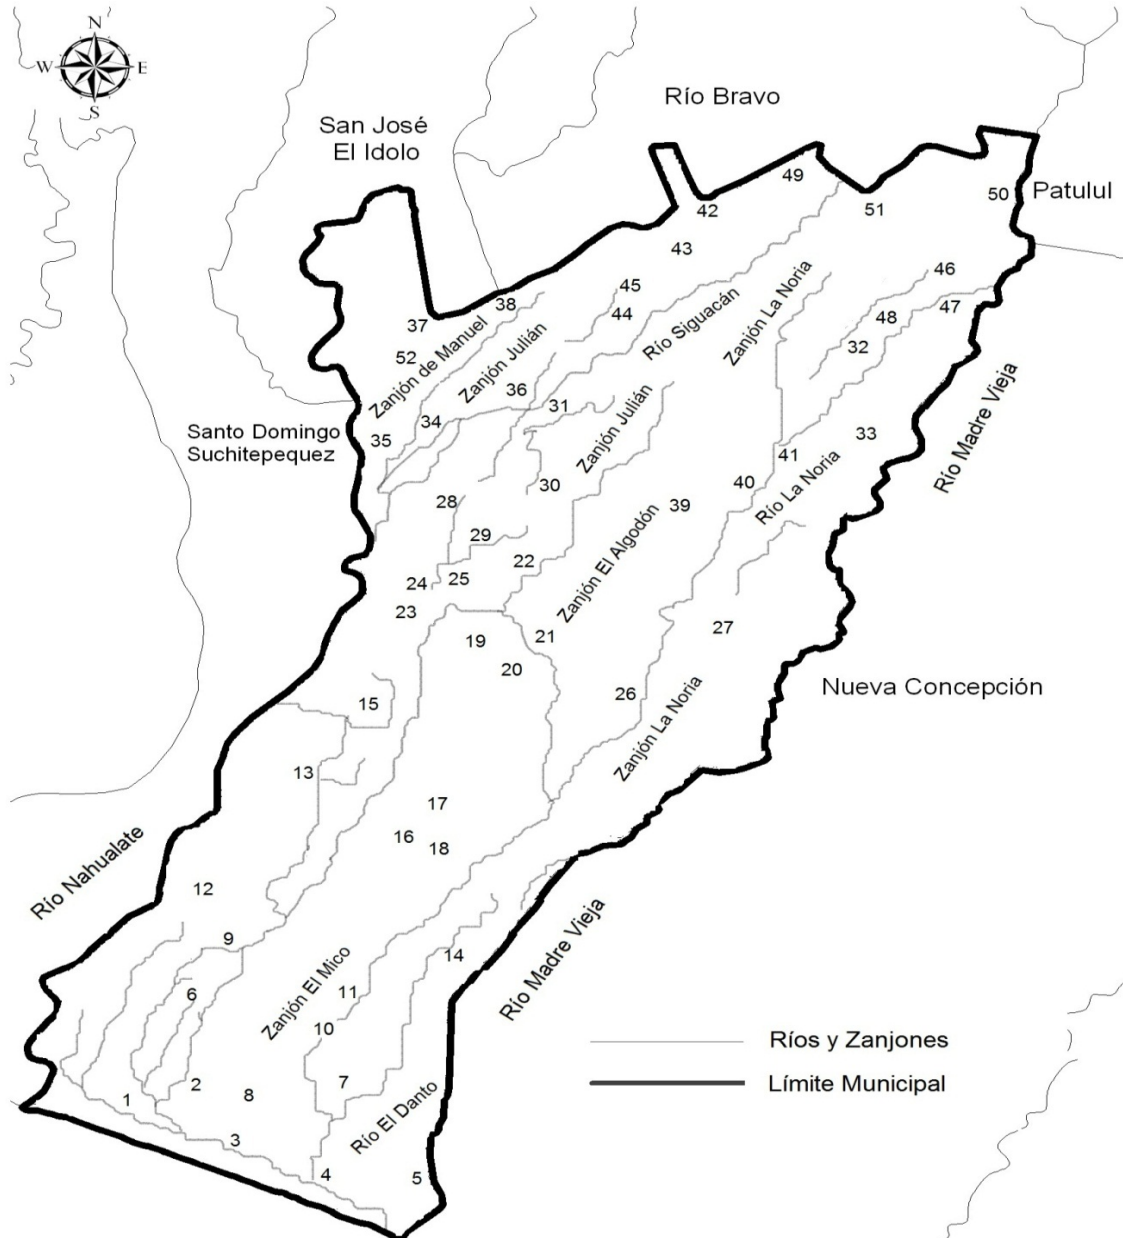 N
W E
S
Río Bravo
San José
El Idolo
49
50
Patulul
42
51
43
46
45
38
47
44
48
37
Zanjón de Manuel
Zanjón Julián
Río Siguacán
Zanjón La Noria
52
32
36
31
Río Madre Vieja
34
Santo Domingo
Suchitepequez
35
Zanjón Julián
33
41
40
30
Río La Noria
28
39
29
22
Zanjón El Algodón
24
25
23
27
21
19
20
Nueva Concepción
26
15
Zanjón La Noria
13
17
16
18
Río Nahualate
12
9
14
Río Madre Vieja
6
11
Zanjón El Mico
10
Ríos y Zanjones
7
Límite Municipal
2
8
1
Río El Danto
3
4
5